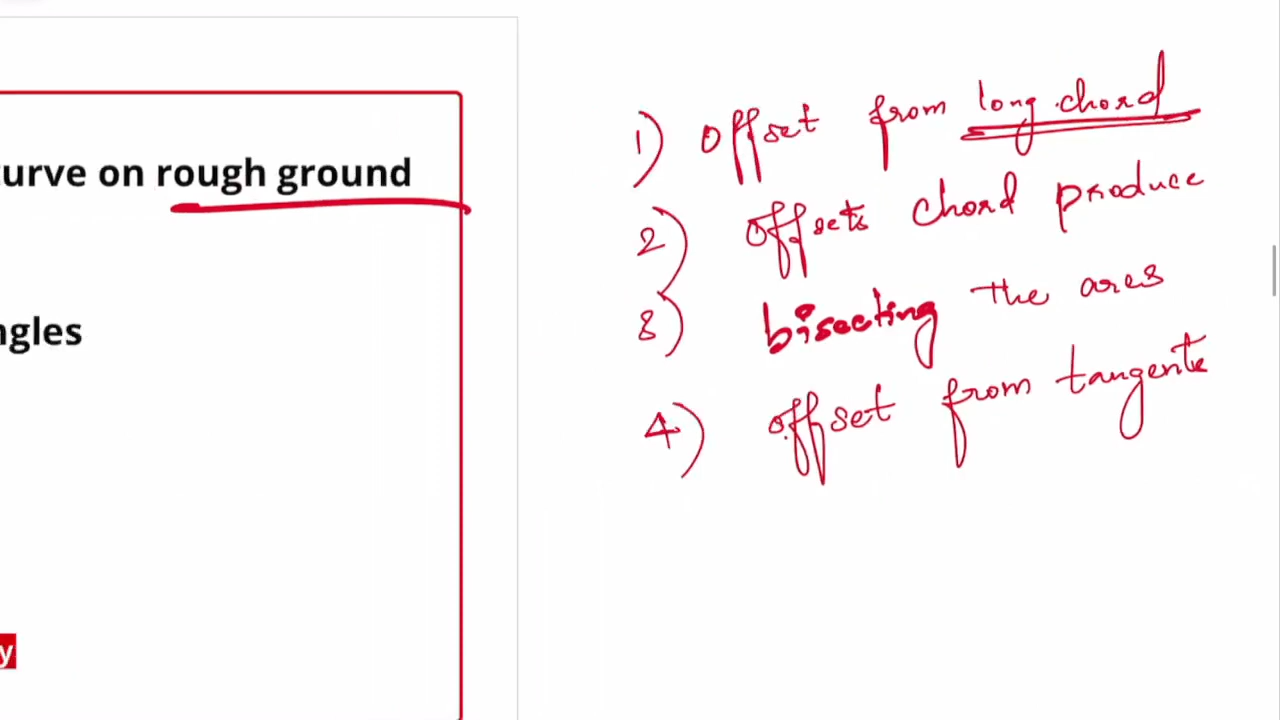 urve on rough ground
ngles
y
1) offset from long chord
2) offsets chord produce
3) bisecting the arcs
4) offset from tangents